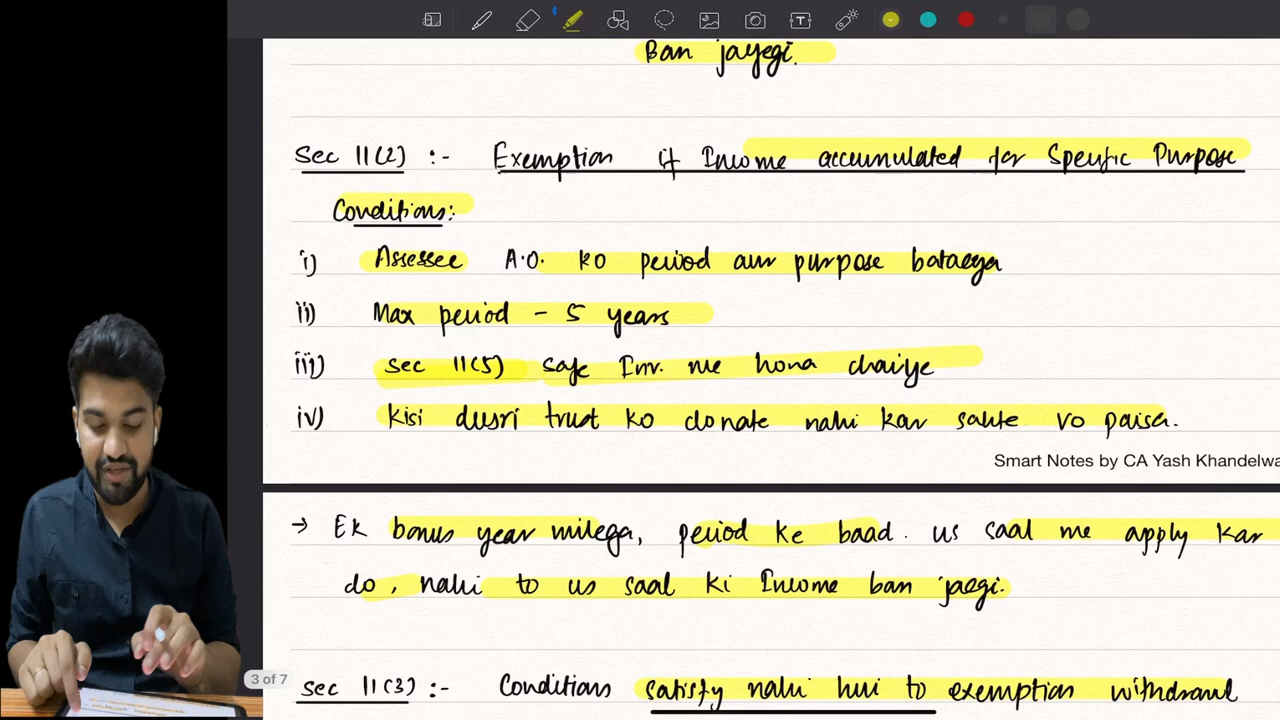 Ban jayegi.
Sec 11(2) :- Exemption if Income accumulated for Specific Purpose
Conditions:
i) Assessee A.O. ko period aur purpose bataega
ii) Max period - 5 years
iii) Sec 11(5) safe Inv. me hona chaiye
iv) Kisi dusri trust ko donate nahi kar sakte vo paisa.
Smart Notes by CA Yash Khandelwa
→ Ek bonus year milega, period ke baad. us saal me apply kar
do, nahi to us saal ki Income ban jaegi.
3 of 7
Sec 11(3) :- Conditions satisfy nahi hui to exemption withdrawl